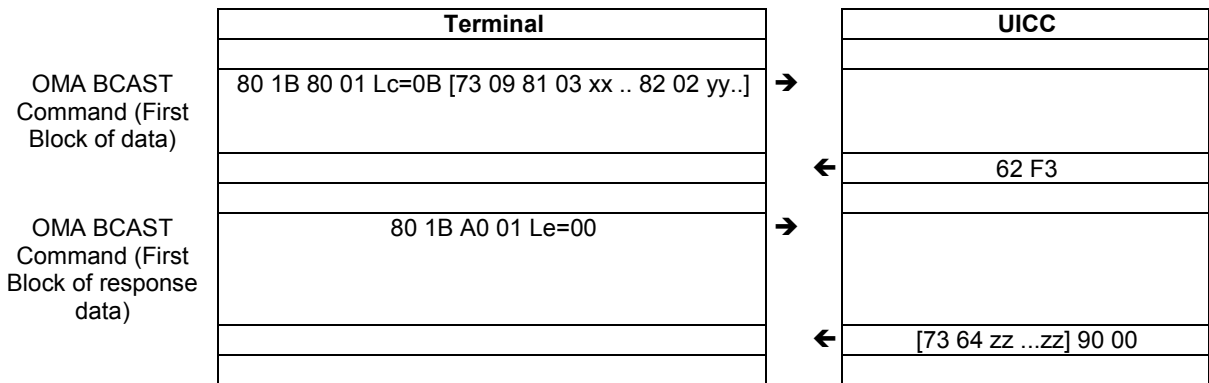 Terminal UICC
OMA BCAST
Command (First
Block of data)
80 1B 80 01 Lc=0B [73 09 81 03 xx .. 82 02 yy..] ➔
🡸 62 F3
OMA BCAST
Command (First
Block of response
data)
80 1B A0 01 Le=00 ➔
🡸 [73 64 zz ...zz] 90 00